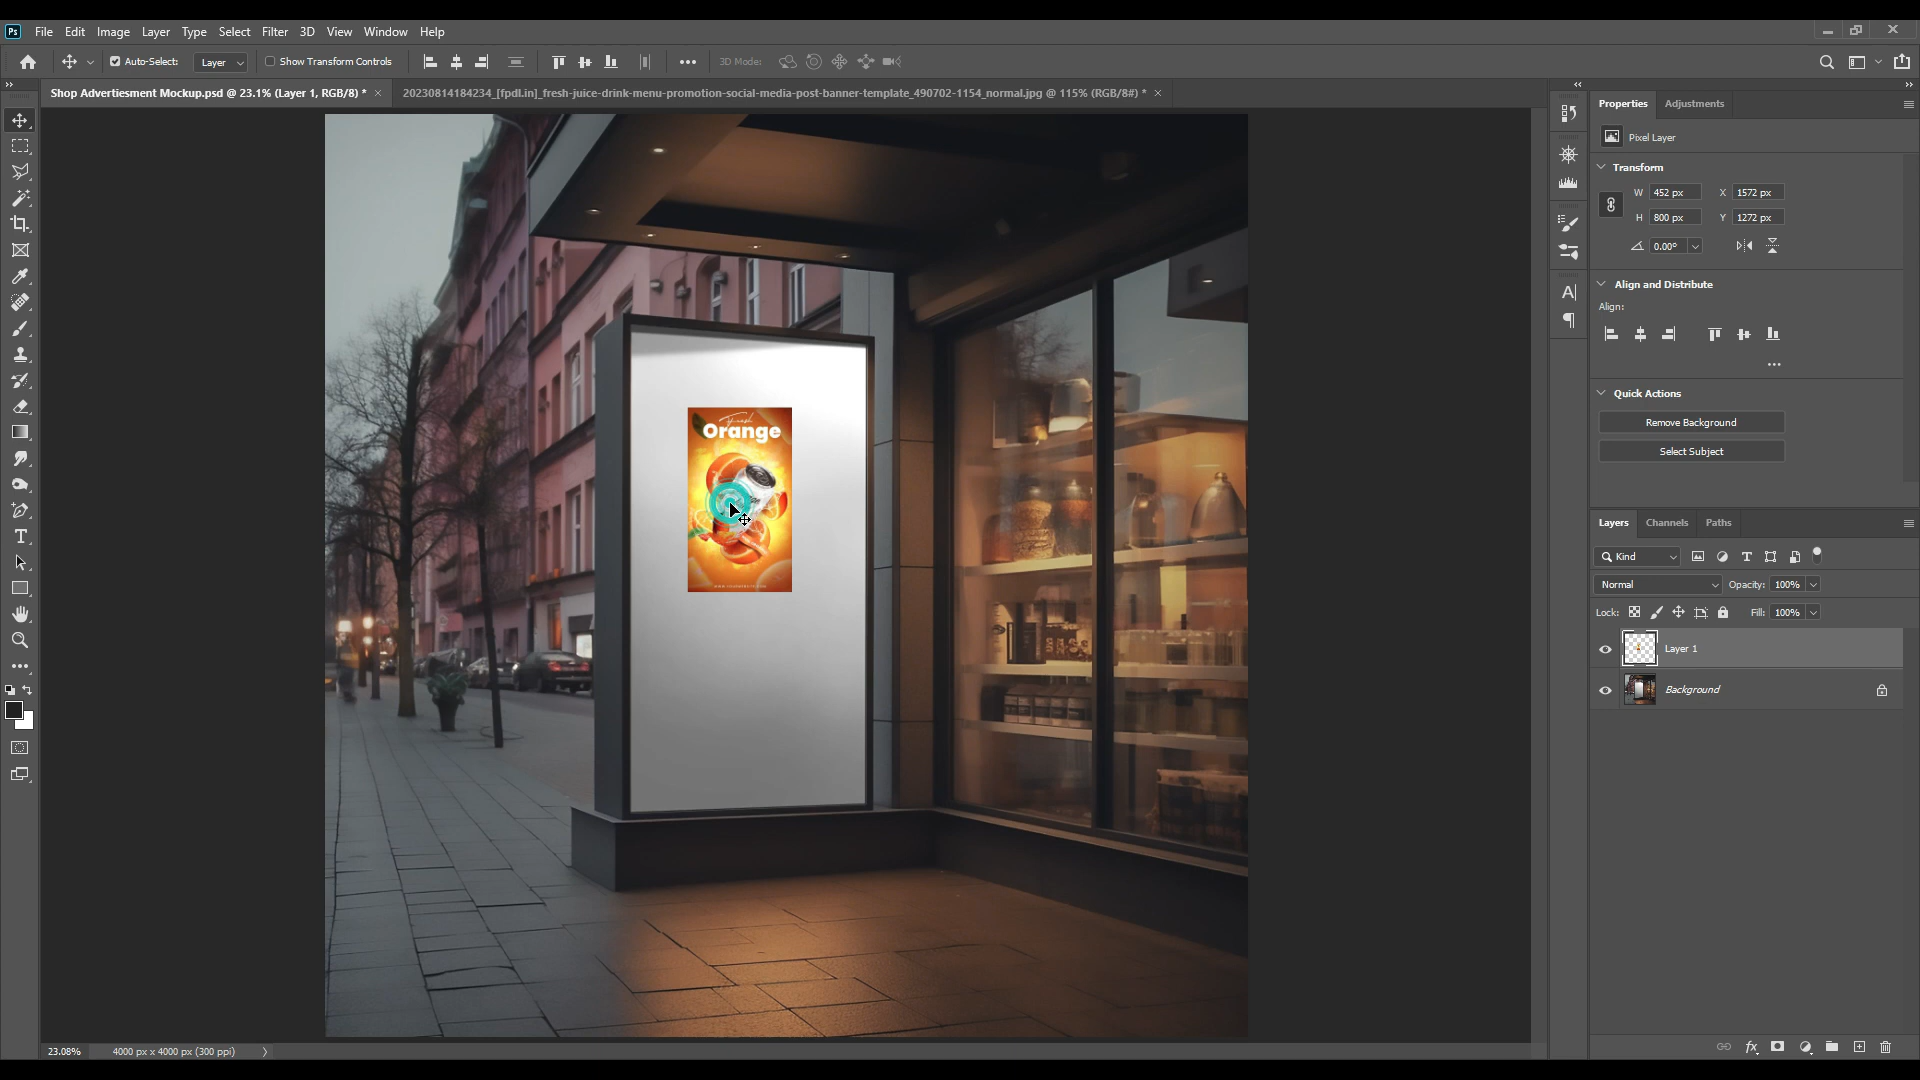 Ps File Edit Image Layer Type Select Filter 3D View Window Help
Auto-Select: Layer Show Transform Controls 3D Mode:
Shop Advertiesment Mockup.psd @ 23.1% (Layer 1, RGB/8) * × 20230814184234_[fpdl.in]_fresh-juice-drink-menu-promotion-social-media-post-banner-template_490702-1154_normal.jpg @ 115% (RGB/8#) * ×
Properties Adjustments
Pixel Layer
Transform
W 452 px X 1572 px
H 800 px Y 1272 px
0.00°
Align and Distribute
Align:
Quick Actions
Remove Background
Select Subject
Fresh
Orange
Layers Channels Paths
Kind
Normal Opacity: 100%
Lock: Fill: 100%
Layer 1
Background
23.08% 4000 px x 4000 px (300 ppi)